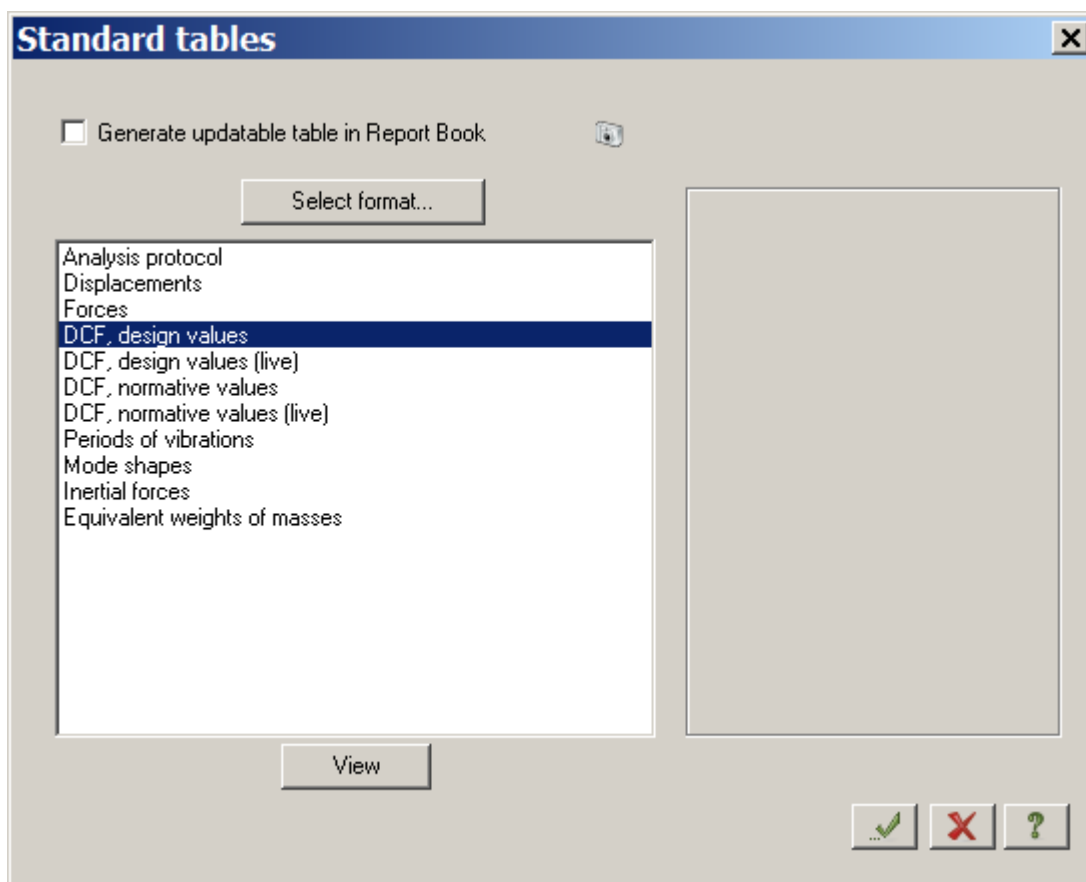 Standard tables
Generate updatable table in Report Book
Select format...
Analysis protocol
Displacements
Forces
DCF, design values
DCF, design values (live)
DCF, normative values
DCF, normative values (live)
Periods of vibrations
Mode shapes
Inertial forces
Equivalent weights of masses
View